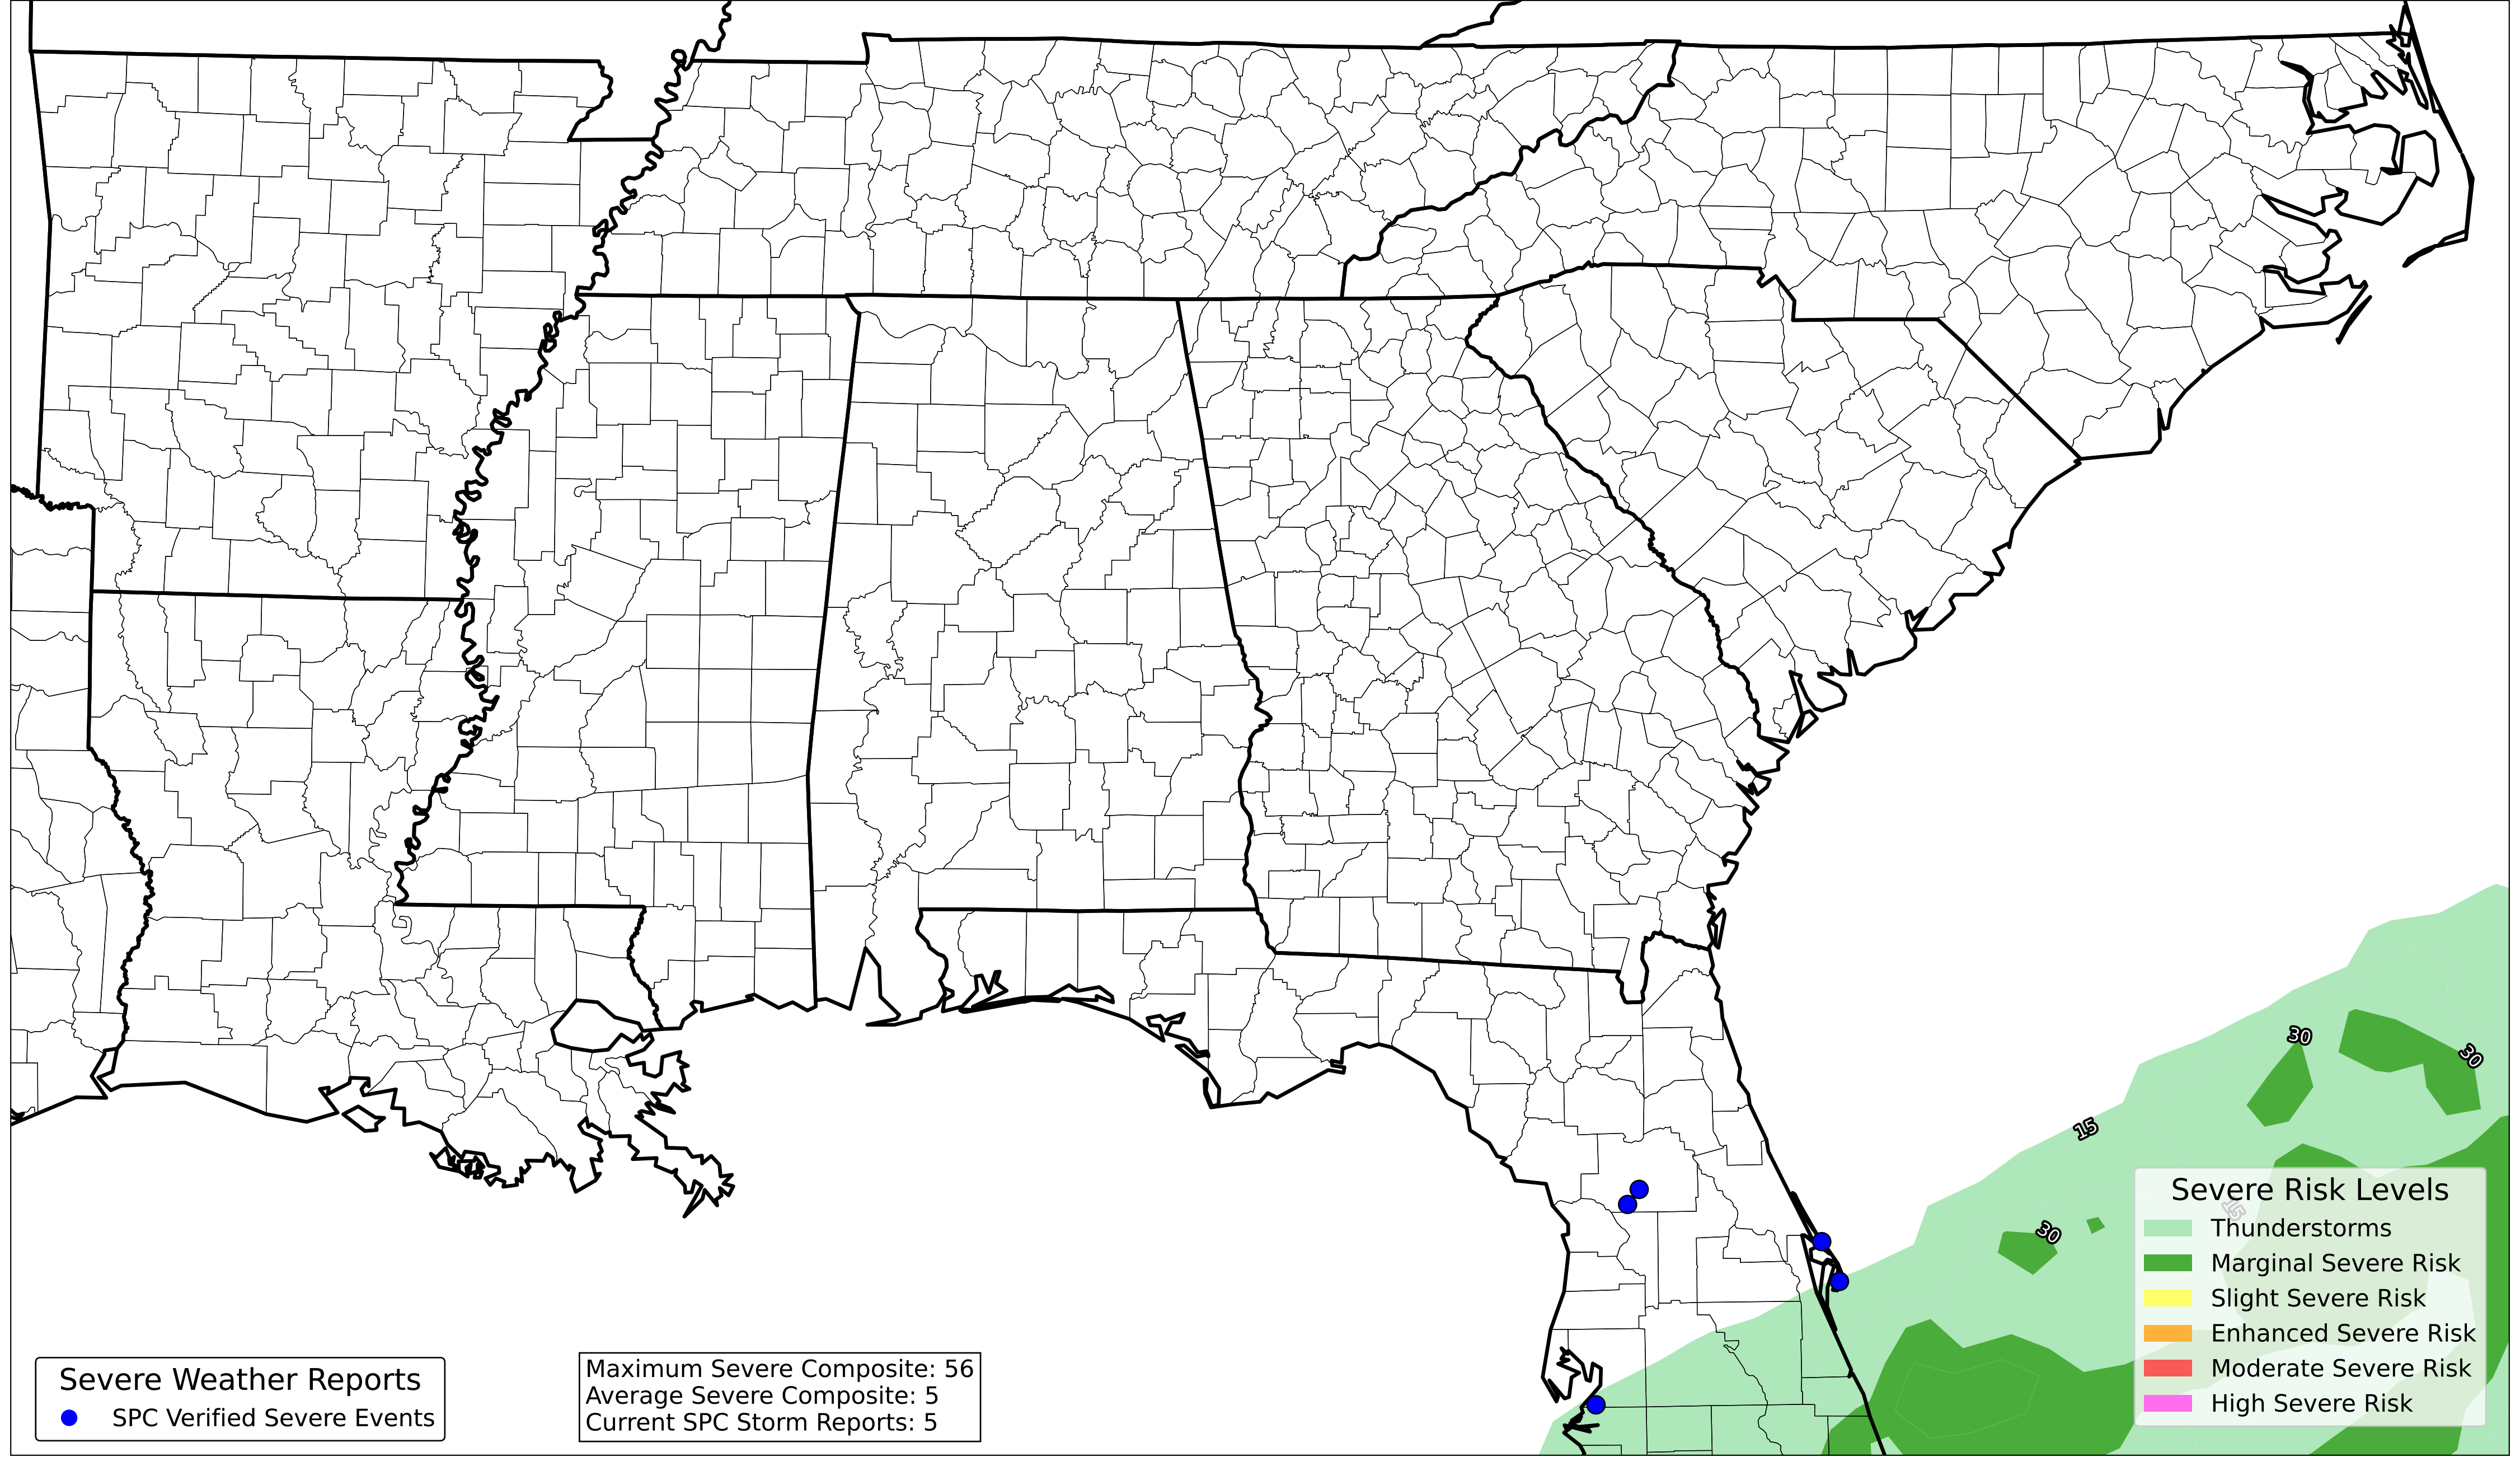 30
30
15
30
15
Severe Risk Levels
Thunderstorms
Marginal Severe Risk
Slight Severe Risk
Enhanced Severe Risk
Moderate Severe Risk
High Severe Risk
Severe Weather Reports
SPC Verified Severe Events
Maximum Severe Composite: 56
Average Severe Composite: 5
Current SPC Storm Reports: 5